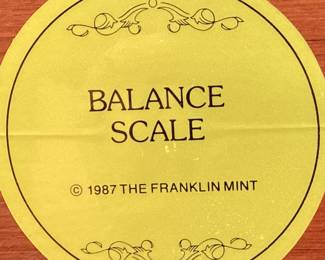 BALANCE
SCALE
© 1987 THE FRANKLIN MINT